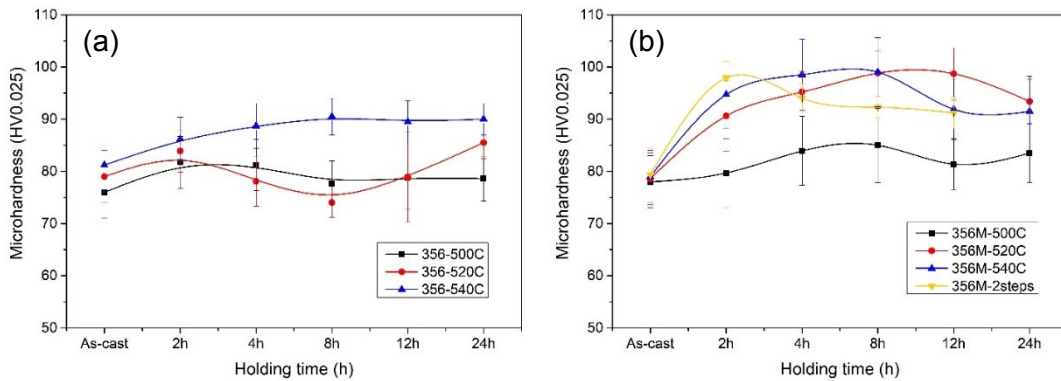 (a)
110
100
90
80
70
60
50
Microhardness (HV0.025)
As-cast 2h 4h 8h 12h 24h
Holding time (h)
356-500C
356-520C
356-540C
(b)
110
100
90
80
70
60
50
Microhardness (HV0.025)
As-cast 2h 4h 8h 12h 24h
Holding time (h)
356M-500C
356M-520C
356M-540C
356M-2steps